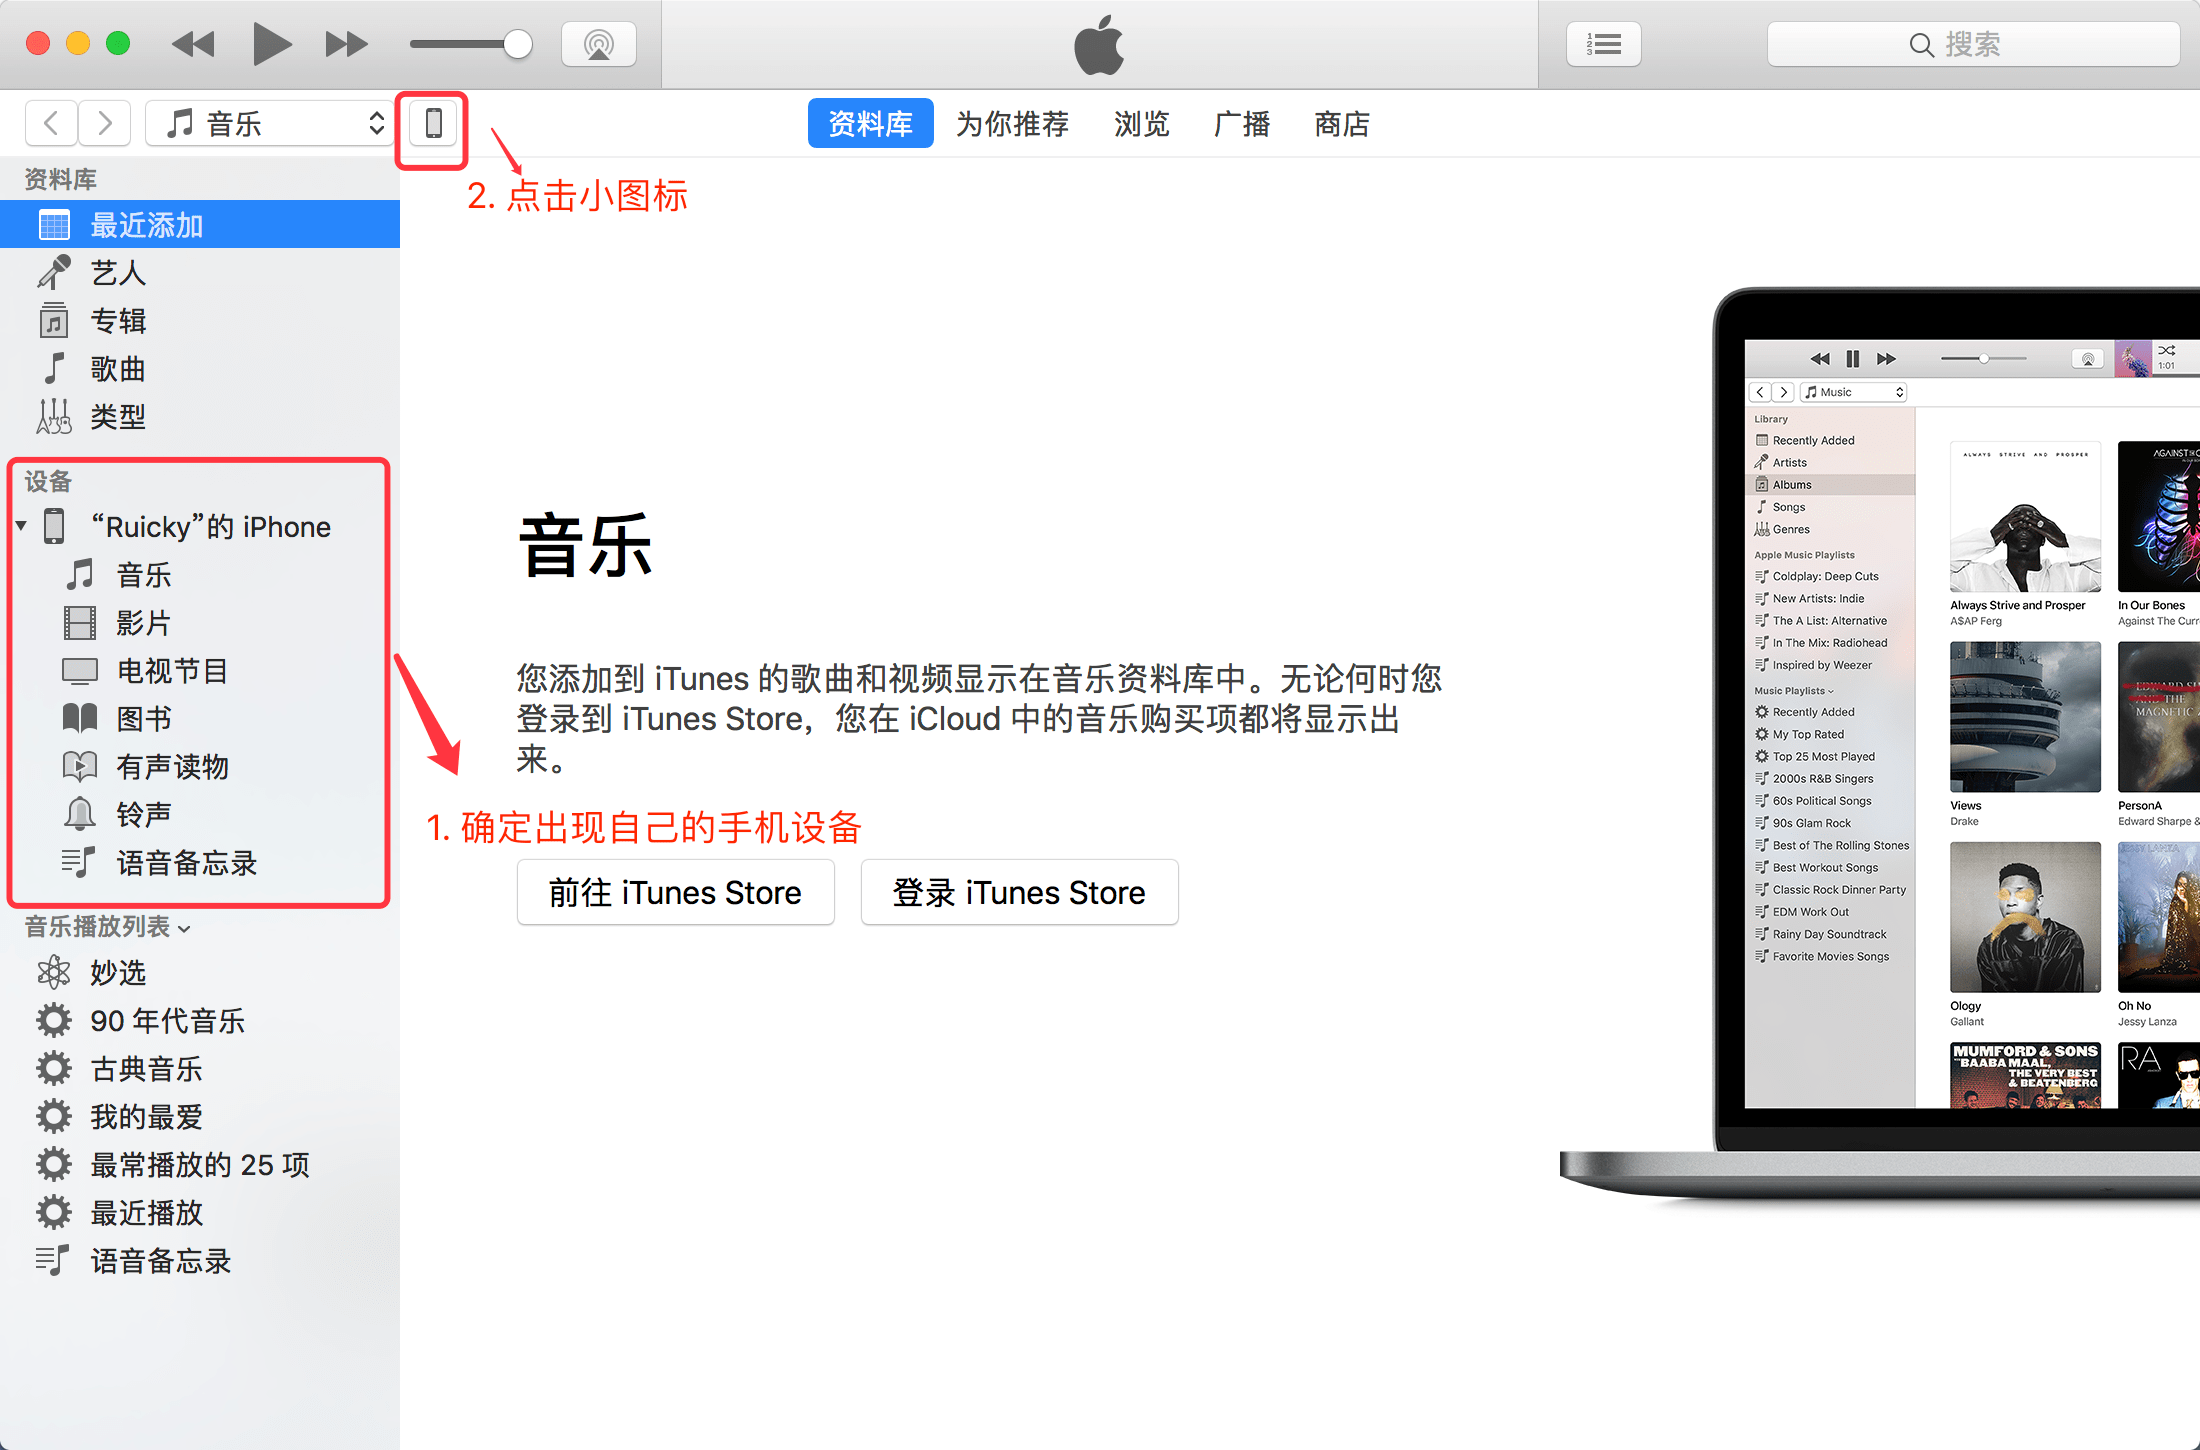 搜索
音乐
资料库
为你推荐
浏览
广播
商店
2. 点击小图标
资料库
最近添加
艺人
专辑
歌曲
类型
设备
“Ruicky”的 iPhone
音乐
影片
电视节目
图书
有声读物
铃声
语音备忘录
音乐播放列表
妙选
90 年代音乐
古典音乐
我的最爱
最常播放的 25 项
最近播放
语音备忘录
音乐
您添加到 iTunes 的歌曲和视频显示在音乐资料库中。无论何时您
登录到 iTunes Store，您在 iCloud 中的音乐购买项都将显示出
来。
1. 确定出现自己的手机设备
前往 iTunes Store
登录 iTunes Store
1:01
Music
Library
Recently Added
Artists
Albums
Songs
Genres
Apple Music Playlists
Coldplay: Deep Cuts
New Artists: Indie
The A List: Alternative
In The Mix: Radiohead
Inspired by Weezer
Music Playlists
Recently Added
My Top Rated
Top 25 Most Played
2000s R&B Singers
60s Political Songs
90s Glam Rock
Best of The Rolling Stones
Best Workout Songs
Classic Rock Dinner Party
EDM Work Out
Rainy Day Soundtrack
Favorite Movies Songs
ALWAYS STRIVE AND PROSPER
Always Strive and Prosper
A$AP Ferg
In Our Bones
Against The Curr
Views
Drake
THE
MAGNETIC
PersonA
Edward Sharpe &
Ology
Gallant
JESSY LANZA
Oh No
Jessy Lanza
MUMFORD & SONS
BAABA MAAL,
THE VERY BEST
& BEATENBERG
RA